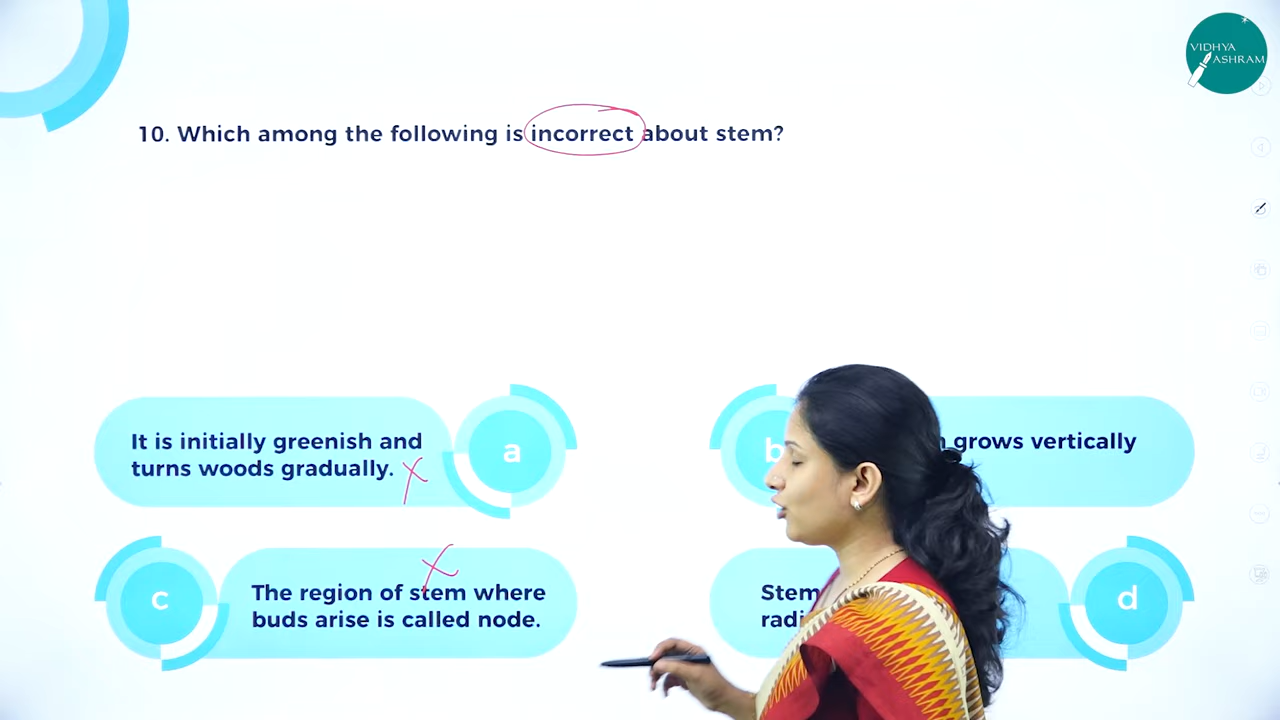 VIDHYA
ASHRAM
10. Which among the following is incorrect about stem?
It is initially greenish and
turns woods gradually.
a
b
grows vertically
c
The region of stem where
buds arise is called node.
Stem
d